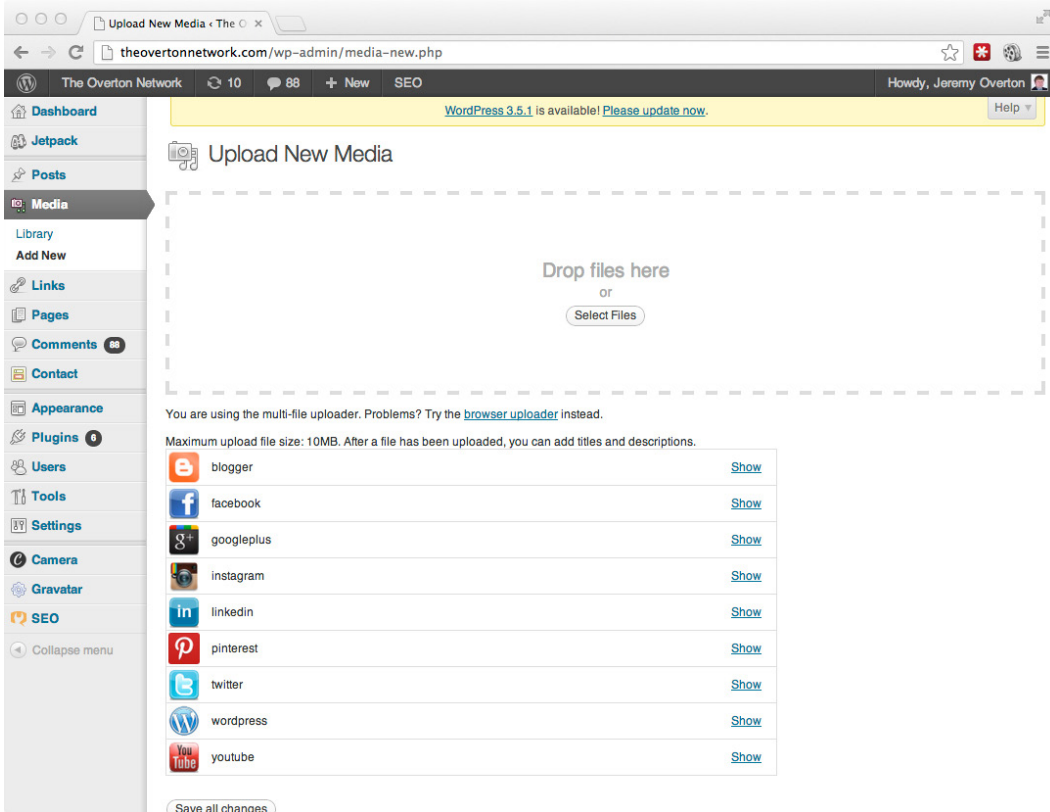 Upload New Media ‹ The O
theovertonnetwork.com/wp-admin/media-new.php
The Overton Network 10 88 + New SEO Howdy, Jeremy Overton
WordPress 3.5.1 is available! Please update now. Help
Dashboard
Jetpack
Posts
Media
Library
Add New
Links
Pages
Comments 88
Contact
Appearance
Plugins 6
Users
Tools
Settings
Camera
Gravatar
SEO
Collapse menu
Upload New Media
Drop files here
or
Select Files
You are using the multi-file uploader. Problems? Try the browser uploader instead.
Maximum upload file size: 10MB. After a file has been uploaded, you can add titles and descriptions.
blogger Show
f facebook Show
g+ googleplus Show
instagram Show
in linkedin Show
pinterest Show
twitter Show
wordpress Show
You Tube youtube Show
Save all changes